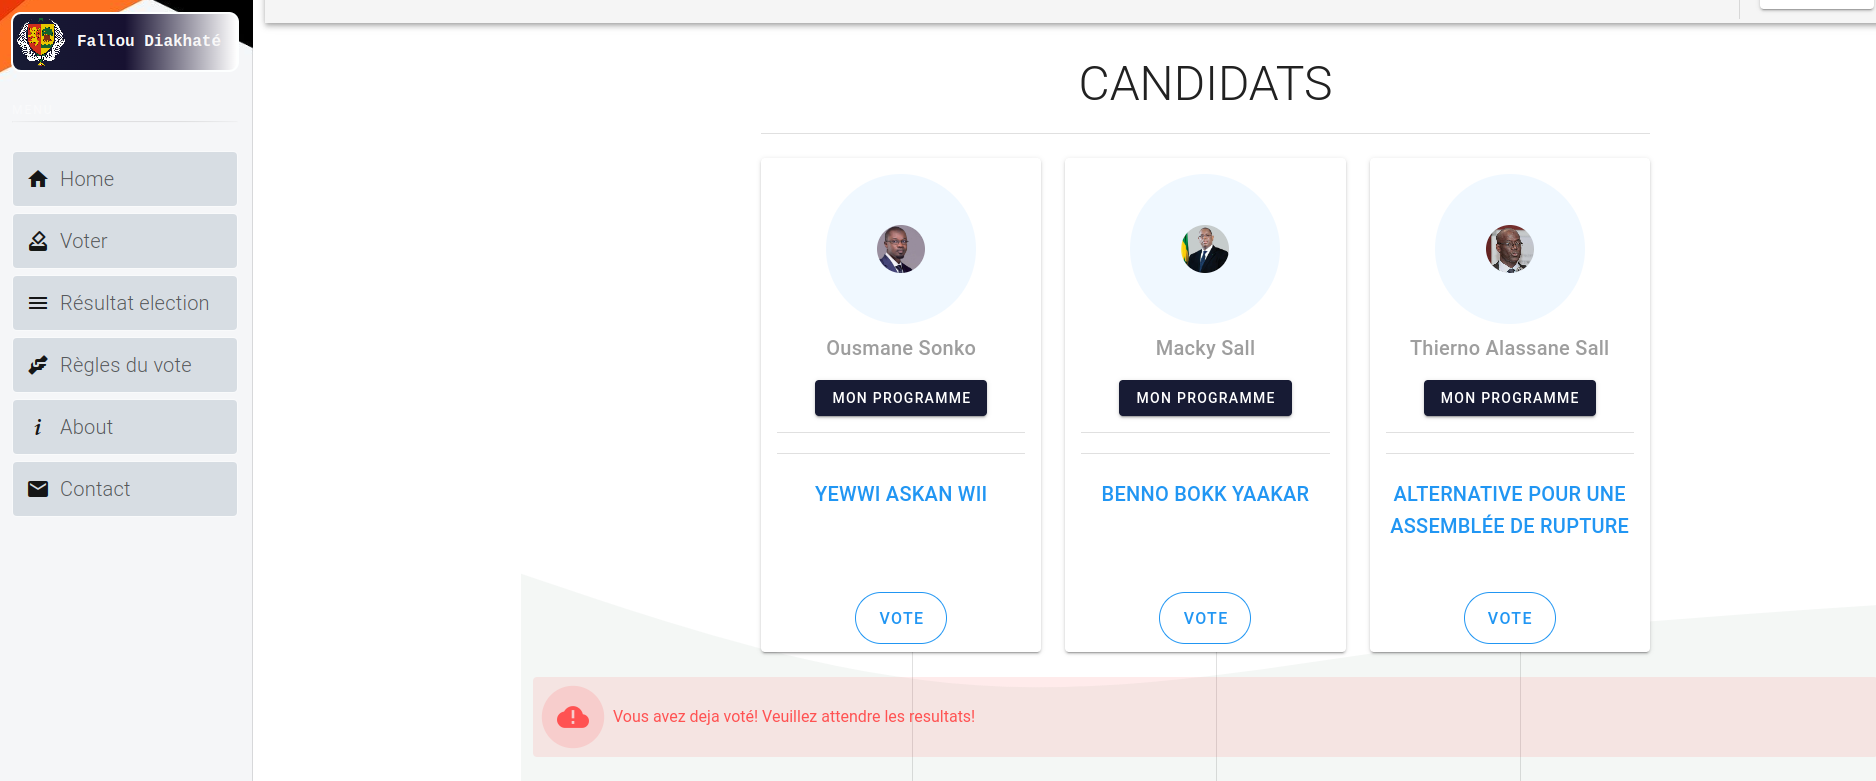 Fallou Diakhaté
MENU
Home
Voter
Résultat election
Règles du vote
About
Contact
CANDIDATS
Ousmane Sonko
MON PROGRAMME
YEWWI ASKAN WII
VOTE
Macky Sall
MON PROGRAMME
BENNO BOKK YAAKAR
VOTE
Thierno Alassane Sall
MON PROGRAMME
ALTERNATIVE POUR UNE
ASSEMBLÉE DE RUPTURE
VOTE
Vous avez deja voté! Veuillez attendre les resultats!